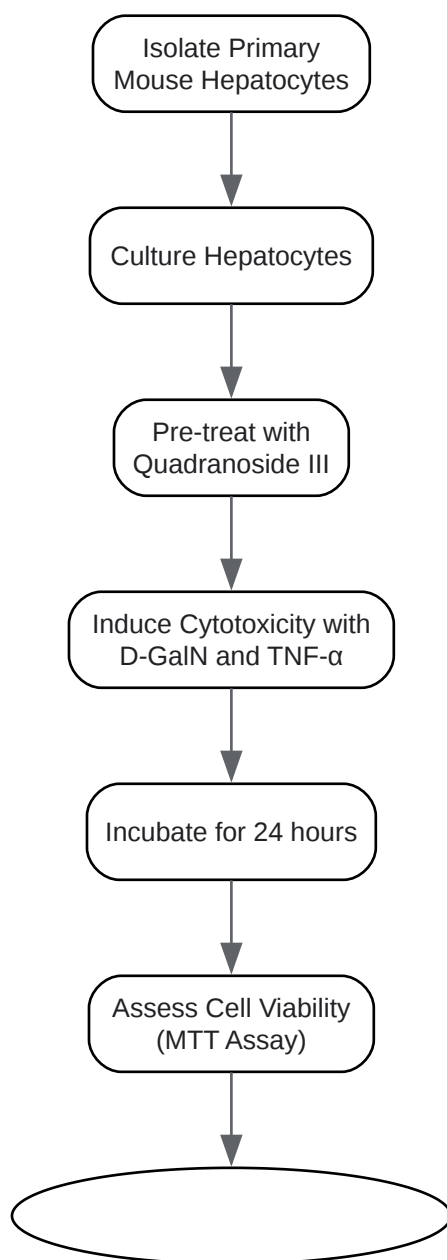 Isolate Primary
Mouse Hepatocytes
Culture Hepatocytes
Pre-treat with
Quadranoside III
Induce Cytotoxicity with
D-GalN and TNF-α
Incubate for 24 hours
Assess Cell Viability
(MTT Assay)